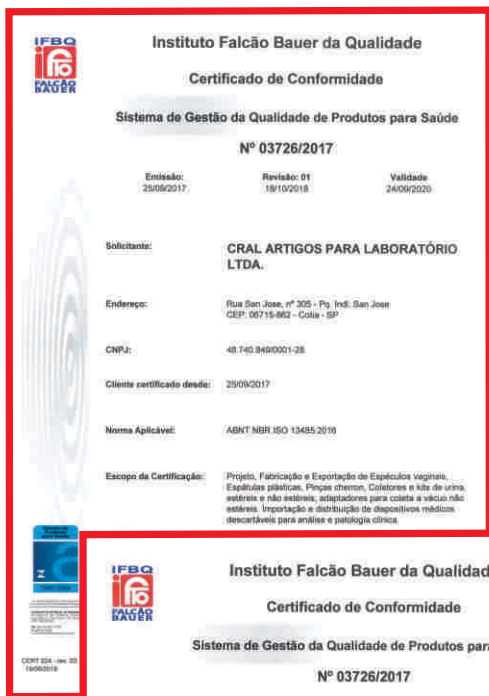 IFBQ
FALCÃO
BAUER
Instituto Falcão Bauer da Qualidade
Certificado de Conformidade
Sistema de Gestão da Qualidade de Produtos para Saúde
Nº 03726/2017
Emissão: Revisão: 01 Validade
25/09/2017 18/10/2018 24/09/2020
Solicitante: CRAL ARTIGOS PARA LABORATÓRIO
LTDA.
Endereço: Rua San Jose, nº 305 - Pq. Indl. San Jose
CEP: 06715-862 - Cotia - SP
CNPJ: 48.740.849/0001-28
Cliente certificado desde: 25/09/2017
Norma Aplicável: ABNT NBR ISO 13485:2016
Escopo da Certificação: Projeto, Fabricação e Exportação de Espéculos vaginais,
Espátulas plásticas, Pinças cherron, Coletores e kits de urina,
estéreis e não estéreis, adaptadores para coleta a vácuo não
estéreis. Importação e distribuição de dispositivos médicos
descartáveis para análise e patologia clínica.
CERT 024 - rev. 03
IFBQ
FALCÃO
BAUER
Instituto Falcão Bauer da Qualidad
Certificado de Conformidade
Sistema de Gestão da Qualidade de Produtos par
Nº 03726/2017